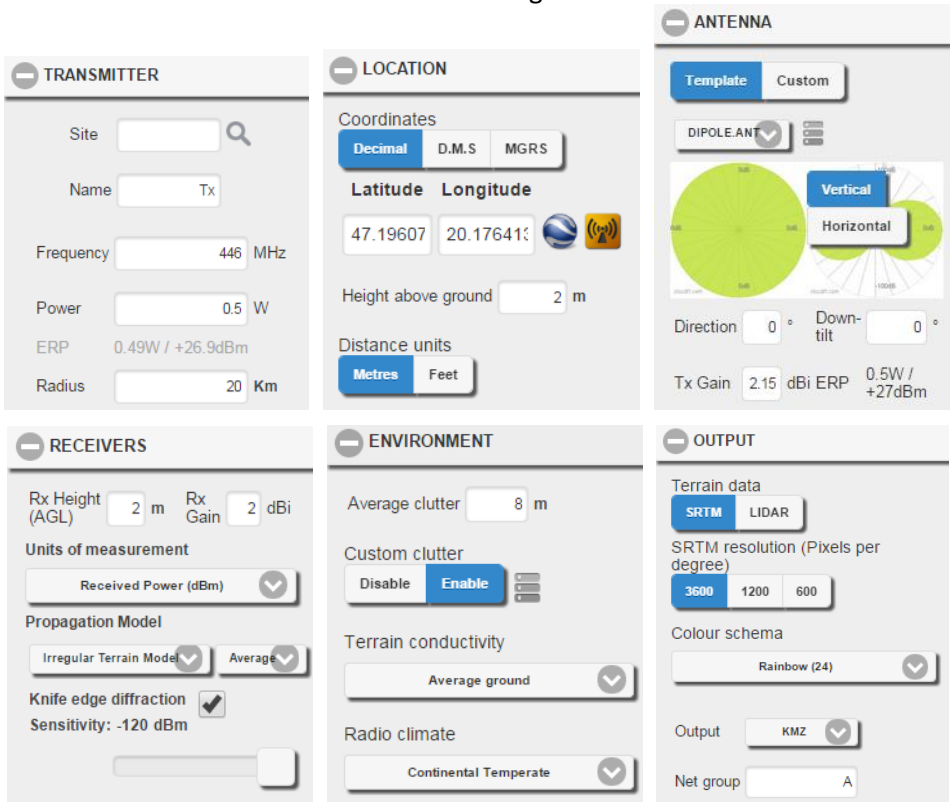 TRANSMITTER
Site
Name Tx
Frequency 446 MHz
Power 0.5 W
ERP 0.49W / +26.9dBm
Radius 20 Km
LOCATION
Coordinates
Decimal D.M.S MGRS
Latitude Longitude
47.19607 20.176413
Height above ground 2 m
Distance units
Metres Feet
ANTENNA
Template Custom
DIPOLE.ANT
Vertical
Horizontal
Direction 0 ° Down-
tilt 0 °
Tx Gain 2.15 dBi ERP 0.5W /
+27dBm
RECEIVERS
Rx Height
(AGL) 2 m Rx
Gain 2 dBi
Units of measurement
Received Power (dBm)
Propagation Model
Irregular Terrain Model Average
Knife edge diffraction
Sensitivity: -120 dBm
ENVIRONMENT
Average clutter 8 m
Custom clutter
Disable Enable
Terrain conductivity
Average ground
Radio climate
Continental Temperate
OUTPUT
Terrain data
SRTM LIDAR
SRTM resolution (Pixels per
degree)
3600 1200 600
Colour schema
Rainbow (24)
Output KMZ
Net group A